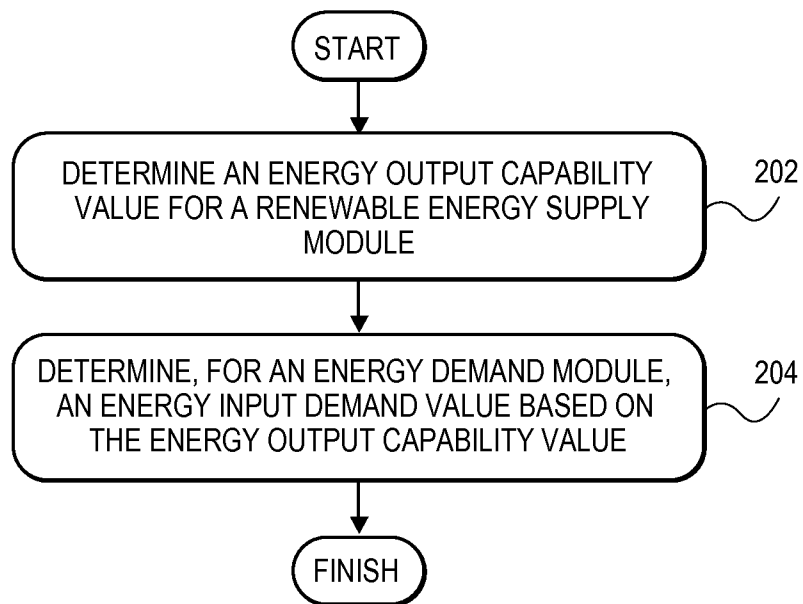 START
DETERMINE AN ENERGY OUTPUT CAPABILITY
VALUE FOR A RENEWABLE ENERGY SUPPLY
MODULE
202
DETERMINE, FOR AN ENERGY DEMAND MODULE,
AN ENERGY INPUT DEMAND VALUE BASED ON
THE ENERGY OUTPUT CAPABILITY VALUE
204
FINISH